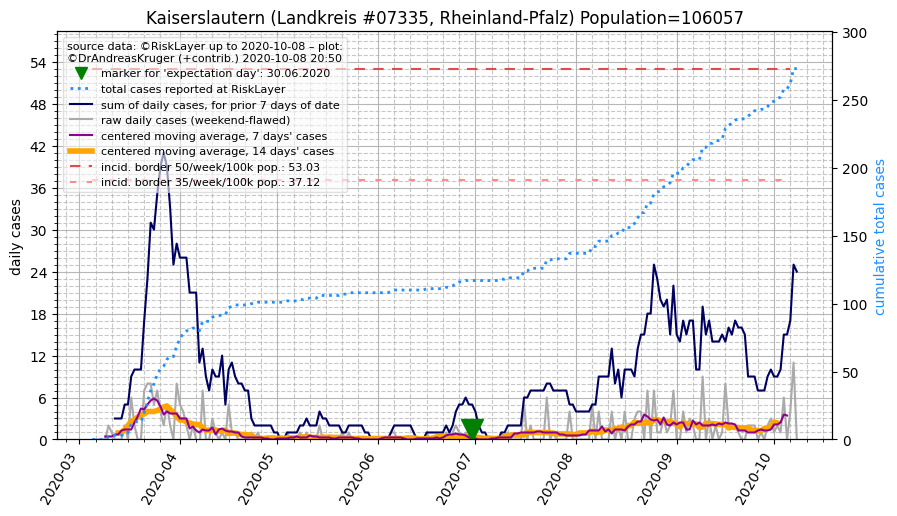 Kaiserslautern (Landkreis #07335, Rheinland-Pfalz) Population=106057
source data: ©RiskLayer up to 2020-10-08 – plot:
©DrAndreasKruger (+contrib.) 2020-10-08 20:50
marker for 'expectation day': 30.06.2020
total cases reported at RiskLayer
sum of daily cases, for prior 7 days of date
raw daily cases (weekend-flawed)
centered moving average, 7 days' cases
centered moving average, 14 days' cases
incid. border 50/week/100k pop.: 53.03
incid. border 35/week/100k pop.: 37.12
daily cases
54
48
42
36
30
24
18
12
6
0
300
250
200
150
100
50
0
cumulative total cases
2020-03
2020-04
2020-05
2020-06
2020-07
2020-08
2020-09
2020-10